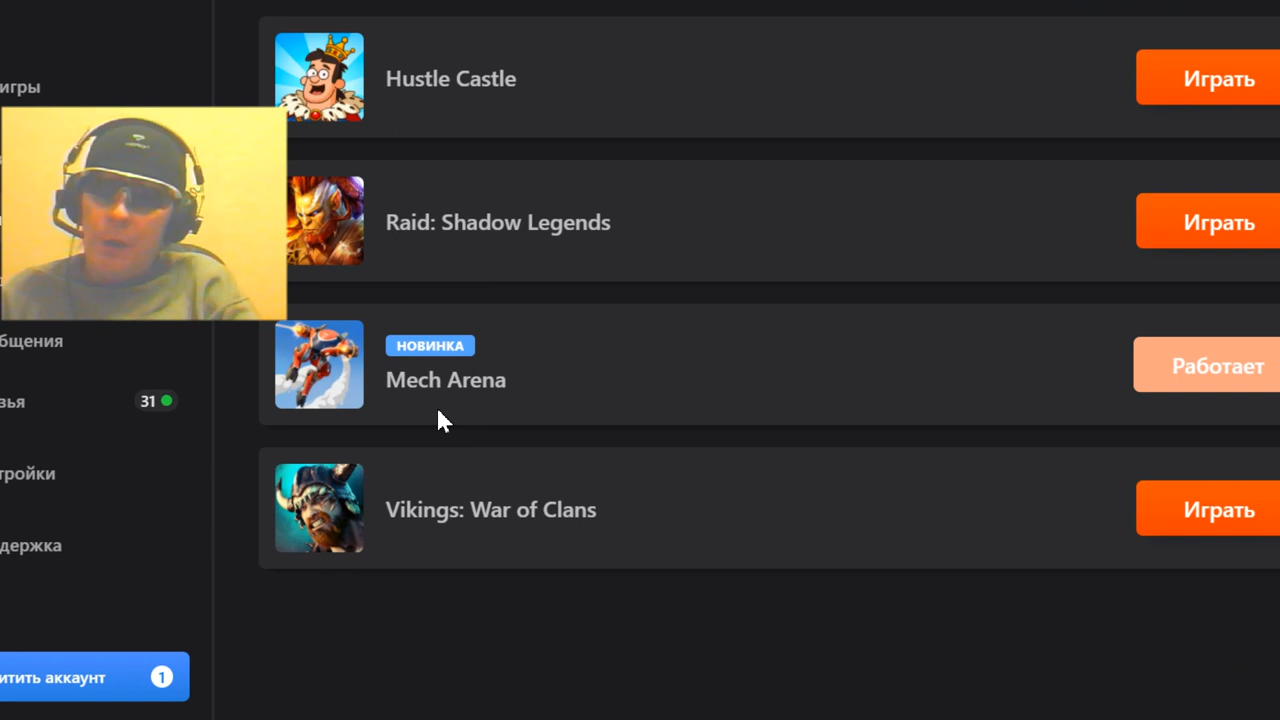 Hustle Castle
Играть
игры
Raid: Shadow Legends
Играть
бщения
НОВИНКА
Mech Arena
Работает
зья
31
тройки
Vikings: War of Clans
Играть
держка
итить аккаунт
1